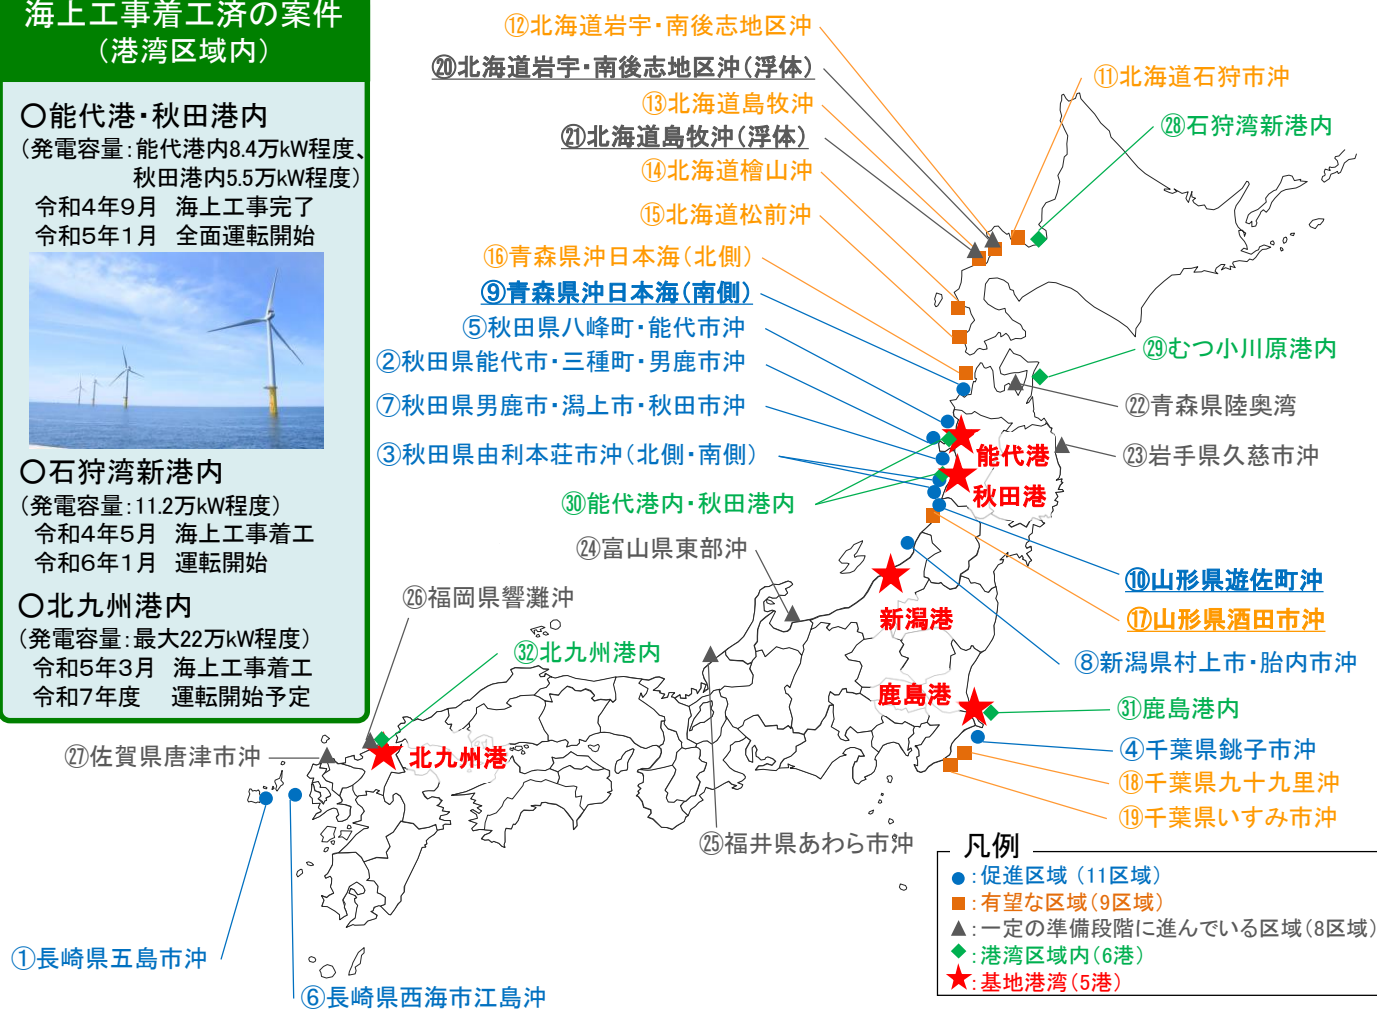 海上工事着工済の案件
（港湾区域内）
○能代港・秋田港内
（発電容量：能代港内8.4万kW程度、
秋田港内5.5万kW程度）
令和４年９月 海上工事完了
令和５年１月 全面運転開始
○石狩湾新港内
（発電容量：11.2万kW程度）
令和４年５月 海上工事着工
令和６年１月 運転開始
○北九州港内
（発電容量：最大22万kW程度）
令和５年３月 海上工事着工
令和７年度 運転開始予定
⑫北海道岩宇・南後志地区沖
⑳北海道岩宇・南後志地区沖（浮体）
⑬北海道島牧沖
㉑北海道島牧沖（浮体）
⑭北海道檜山沖
⑮北海道松前沖
⑯青森県沖日本海（北側）
⑨青森県沖日本海（南側）
⑤秋田県八峰町・能代市沖
②秋田県能代市・三種町・男鹿市沖
⑦秋田県男鹿市・潟上市・秋田市沖
③秋田県由利本荘市沖（北側・南側）
㉚能代港内・秋田港内
㉔富山県東部沖
㉖福岡県響灘沖
㉜北九州港内
㉗佐賀県唐津市沖
北九州港
①長崎県五島市沖
⑥長崎県西海市江島沖
㉕福井県あわら市沖
⑪北海道石狩市沖
㉘石狩湾新港内
㉙むつ小川原港内
㉒青森県陸奥湾
㉓岩手県久慈市沖
能代港
秋田港
⑩山形県遊佐町沖
新潟港
⑰山形県酒田市沖
⑧新潟県村上市・胎内市沖
鹿島港
㉛鹿島港内
④千葉県銚子市沖
⑱千葉県九十九里沖
⑲千葉県いすみ市沖
凡例
●：促進区域（11区域）
■：有望な区域（9区域）
▲：一定の準備段階に進んでいる区域（8区域）
◆：港湾区域内（6港）
★：基地港湾（5港）